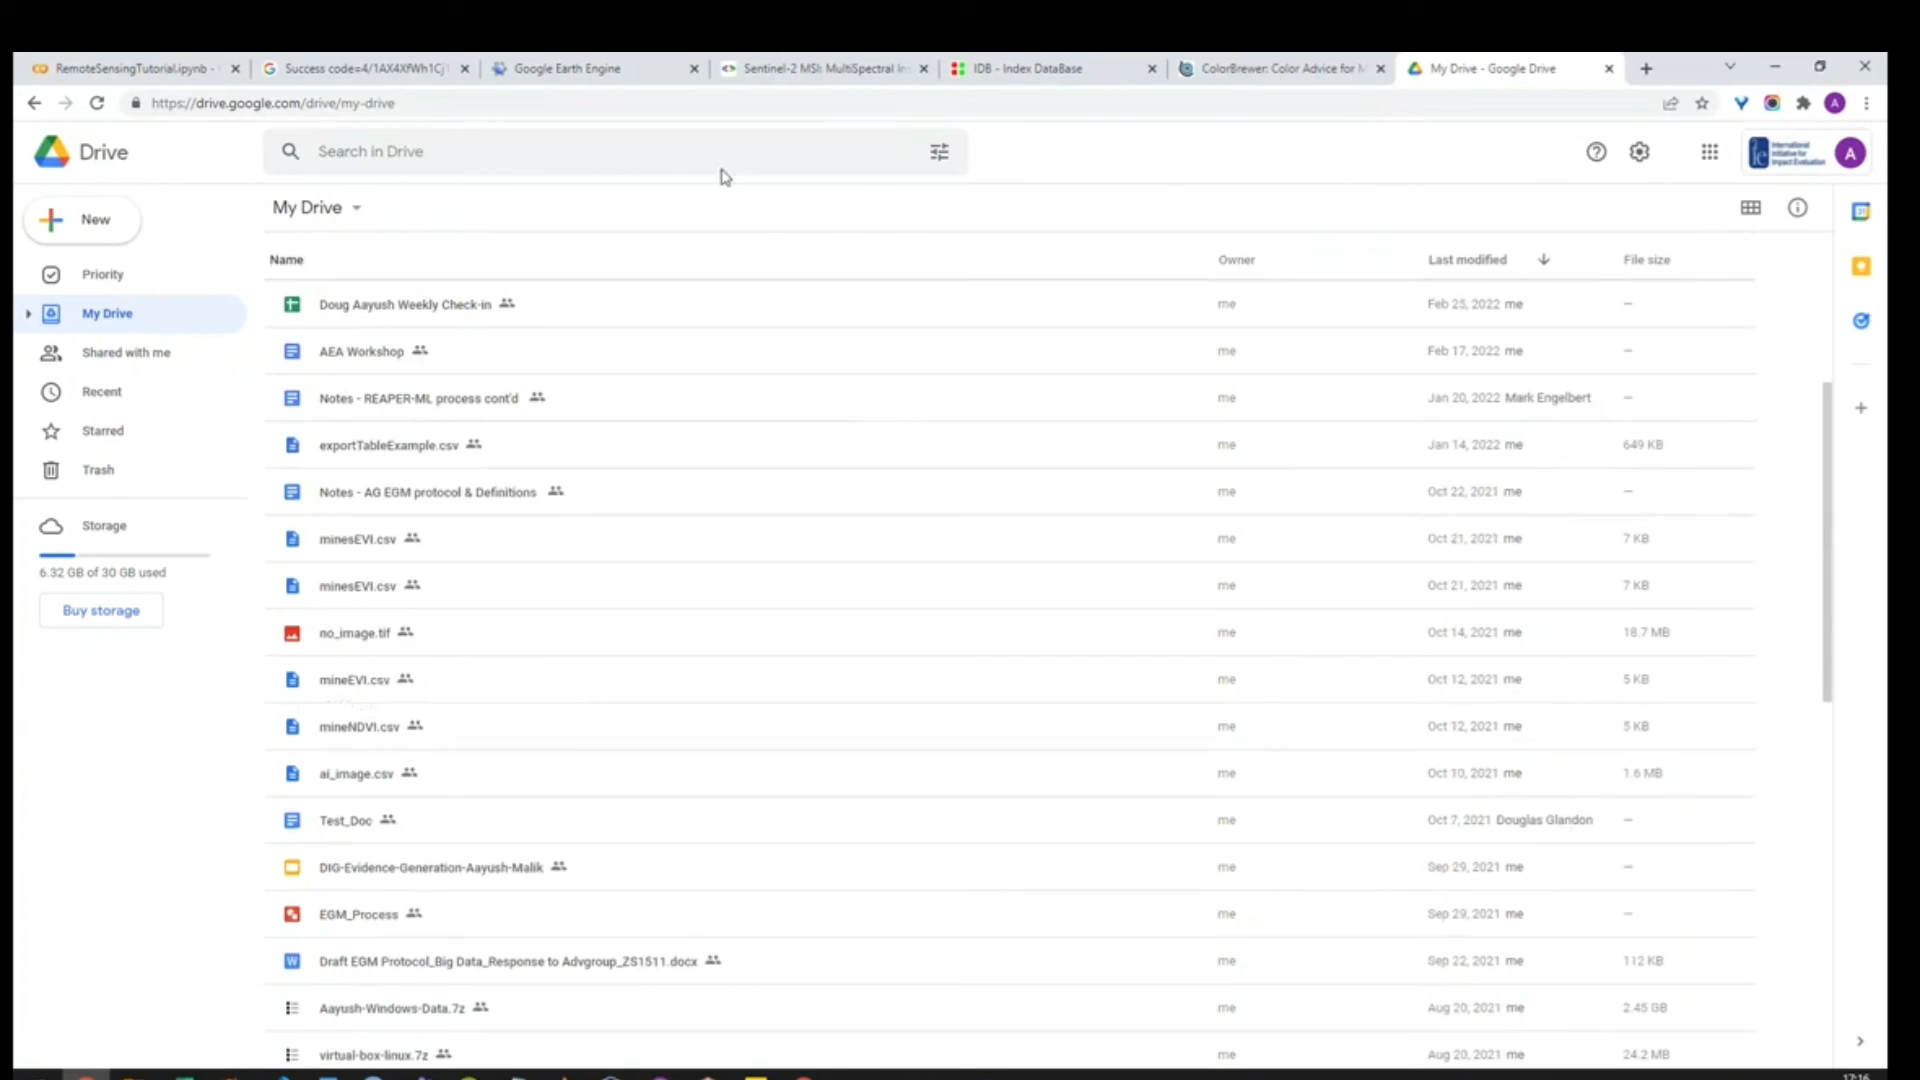 RemoteSensingTutorial.ipynb -
Success code=4/1AX4XfWh1Cj
Google Earth Engine
Sentinel-2 MSI: MultiSpectral In
IDB - Index DataBase
ColorBrewer: Color Advice for M
My Drive - Google Drive
https://drive.google.com/drive/my-drive
A
Drive
Search in Drive
International
Initiative for
Impact Evaluation
A
New
My Drive
Name Owner Last modified File size
Priority
My Drive
Shared with me
Recent
Starred
Trash
Storage
6.32 GB of 30 GB used
Buy storage
Doug Aayush Weekly Check-in me Feb 25, 2022 me –
AEA Workshop me Feb 17, 2022 me –
Notes - REAPER-ML process cont'd me Jan 20, 2022 Mark Engelbert –
exportTableExample.csv me Jan 14, 2022 me 649 KB
Notes - AG EGM protocol & Definitions me Oct 22, 2021 me –
minesEVI.csv me Oct 21, 2021 me 7 KB
minesEVI.csv me Oct 21, 2021 me 7 KB
no_image.tif me Oct 14, 2021 me 18.7 MB
mineEVI.csv me Oct 12, 2021 me 5 KB
mineNDVI.csv me Oct 12, 2021 me 5 KB
ai_image.csv me Oct 10, 2021 me 1.6 MB
Test_Doc me Oct 7, 2021 Douglas Glandon –
DIG-Evidence-Generation-Aayush-Malik me Sep 29, 2021 me –
EGM_Process me Sep 29, 2021 me –
Draft EGM Protocol_Big Data_Response to Advgroup_ZS1511.docx me Sep 22, 2021 me 112 KB
Aayush-Windows-Data.7z me Aug 20, 2021 me 2.45 GB
virtual-box-linux.7z me Aug 20, 2021 me 24.2 MB
17:16